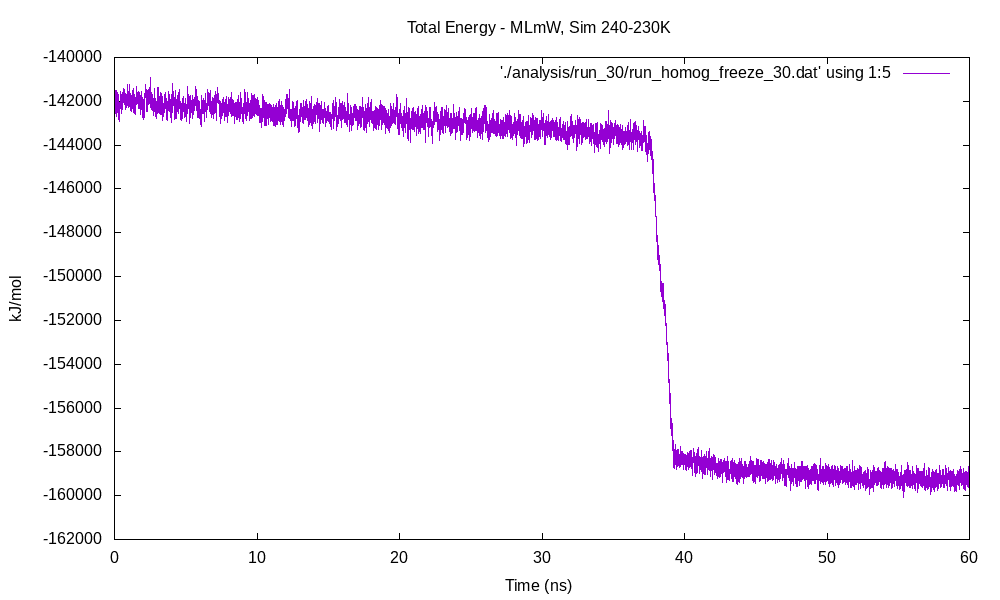 Total Energy - MLmW, Sim 240-230K
'./analysis/run_30/run_homog_freeze_30.dat' using 1:5
-140000
-142000
-144000
-146000
-148000
-150000
-152000
-154000
-156000
-158000
-160000
-162000
kJ/mol
0 10 20 30 40 50 60
Time (ns)